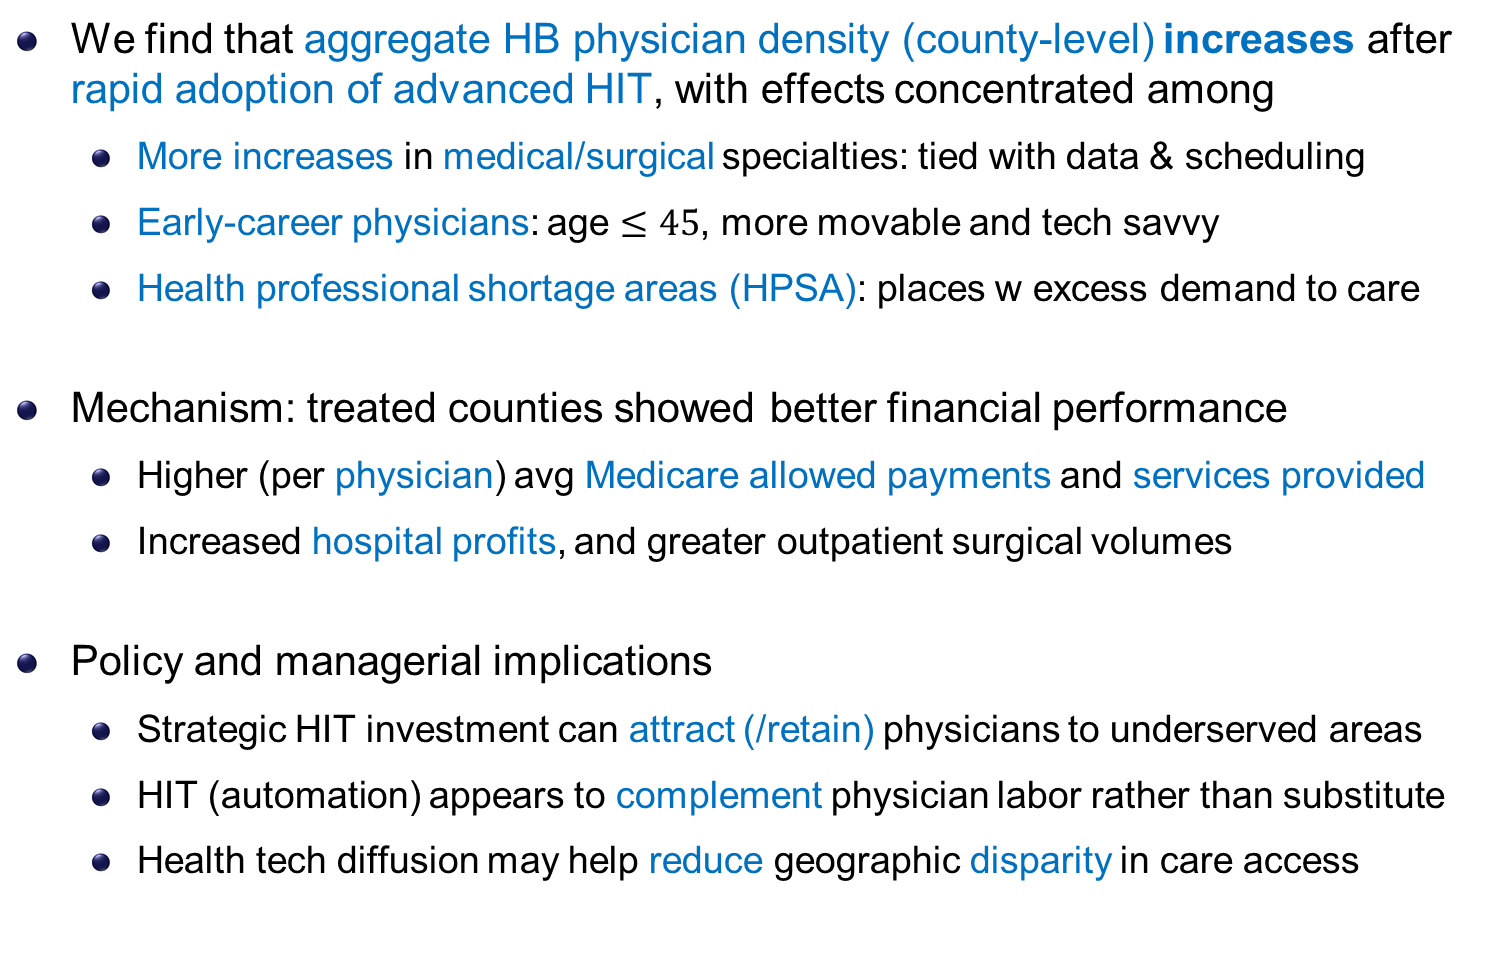 We find that aggregate HB physician density (county-level) increases after
rapid adoption of advanced HIT, with effects concentrated among
More increases in medical/surgical specialties: tied with data & scheduling
Early-career physicians: age ≤ 45, more movable and tech savvy
Health professional shortage areas (HPSA): places w excess demand to care
Mechanism: treated counties showed better financial performance
Higher (per physician) avg Medicare allowed payments and services provided
Increased hospital profits, and greater outpatient surgical volumes
Policy and managerial implications
Strategic HIT investment can attract (/retain) physicians to underserved areas
HIT (automation) appears to complement physician labor rather than substitute
Health tech diffusion may help reduce geographic disparity in care access